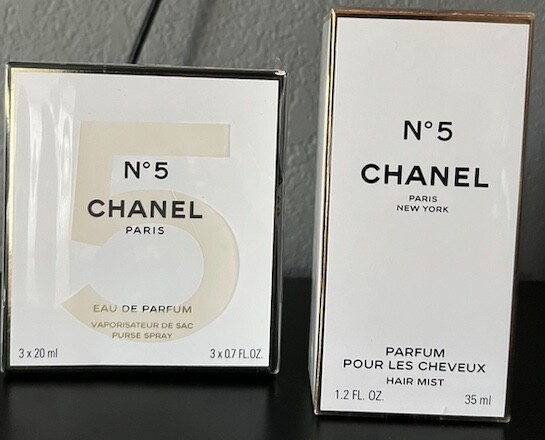 5
N°5
CHANEL
PARIS
EAU DE PARFUM
VAPORISATEUR DE SAC
PURSE SPRAY
3 x 20 ml 3 x 0.7 FL.OZ.
N°5
CHANEL
PARIS
NEW YORK
PARFUM
POUR LES CHEVEUX
HAIR MIST
1.2 FL. OZ. 35 ml